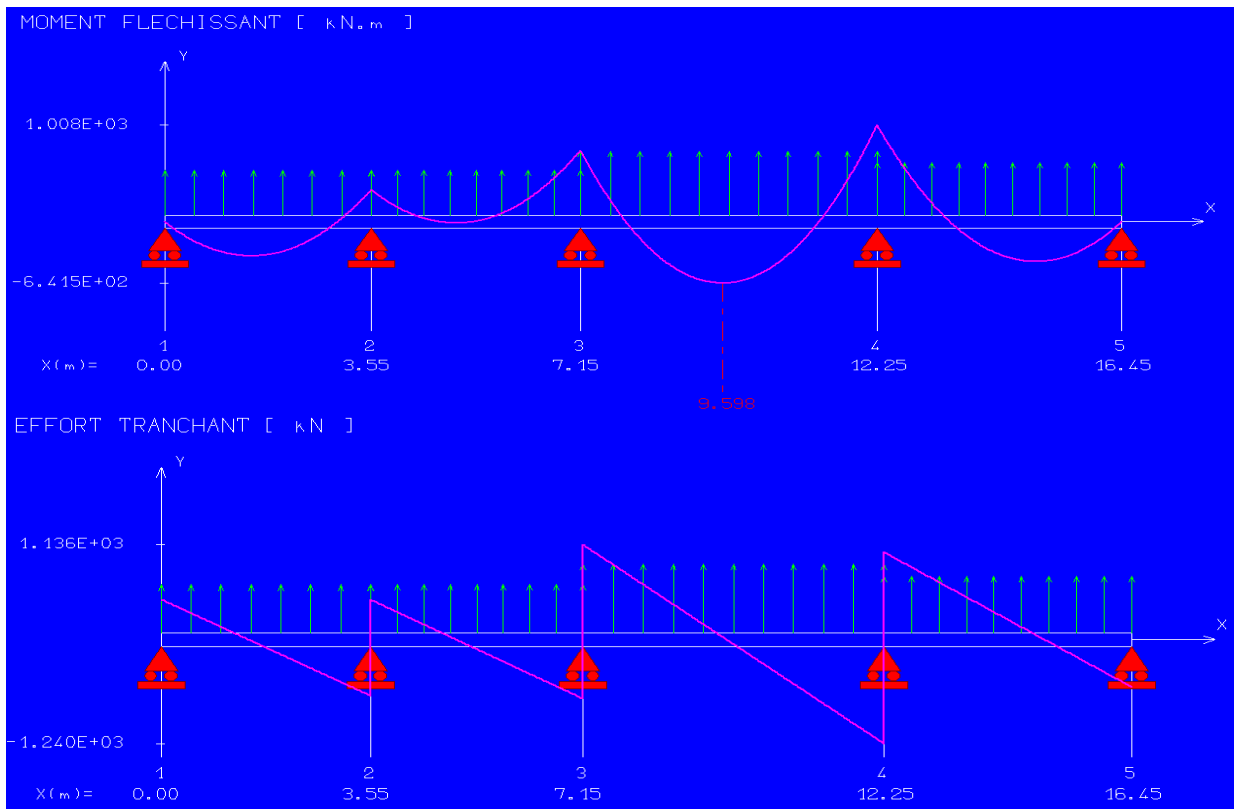 MOMENT FLECHISSANT [ kN.m ]
Y
1.008E+03
X
-6.415E+02
1 2 3 4 5
X(m)= 0.00 3.55 7.15 12.25 16.45
9.598
EFFORT TRANCHANT [ kN ]
Y
1.136E+03
X
-1.240E+03
1 2 3 4 5
X(m)= 0.00 3.55 7.15 12.25 16.45